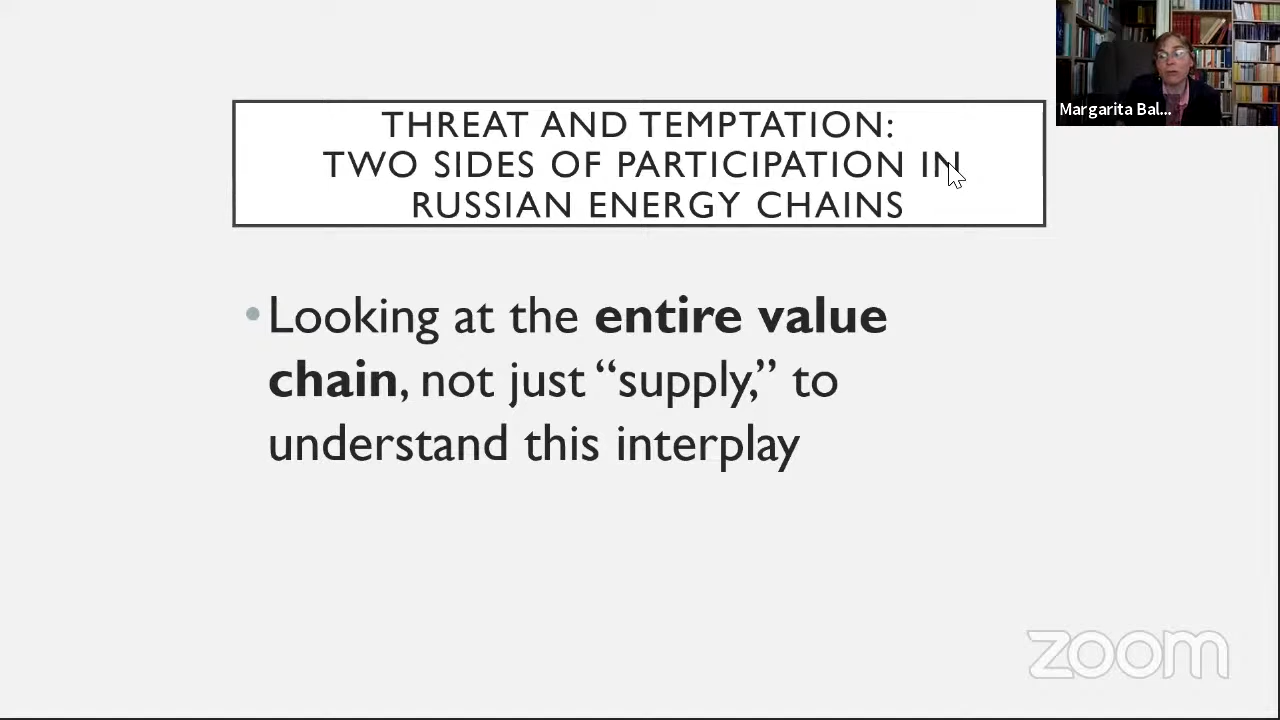 THREAT AND TEMPTATION:
TWO SIDES OF PARTICIPATION IN
RUSSIAN ENERGY CHAINS
Margarita Bal...
• Looking at the entire value
chain, not just “supply,” to
understand this interplay
zoom